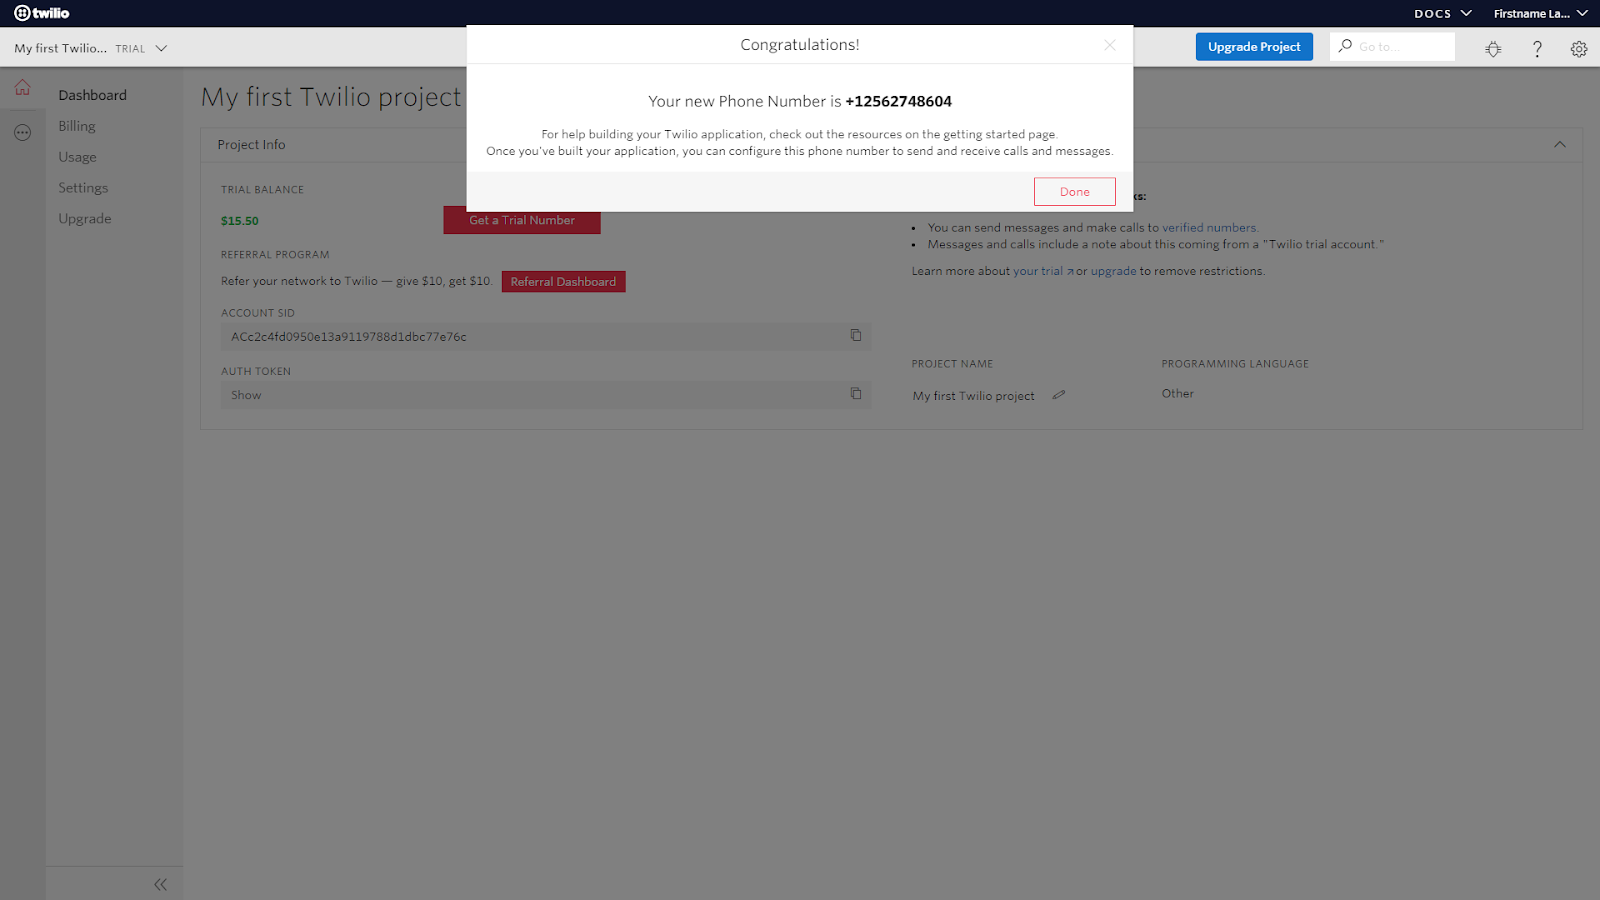 twilio
DOCS
Firstname La...
My first Twilio... TRIAL
Upgrade Project
Go to...
Congratulations!
Your new Phone Number is +12562748604
For help building your Twilio application, check out the resources on the getting started page.
Once you've built your application, you can configure this phone number to send and receive calls and messages.
Done
Dashboard
Billing
Usage
Settings
Upgrade
My first Twilio project
Project Info
TRIAL BALANCE
$15.50
Get a Trial Number
REFERRAL PROGRAM
Refer your network to Twilio — give $10, get $10.
Referral Dashboard
ACCOUNT SID
ACc2c4fd0950e13a9119788d1dbc77e76c
AUTH TOKEN
Show
ks:
You can send messages and make calls to verified numbers.
Messages and calls include a note about this coming from a "Twilio trial account."
Learn more about your trial or upgrade to remove restrictions.
PROJECT NAME
My first Twilio project
PROGRAMMING LANGUAGE
Other